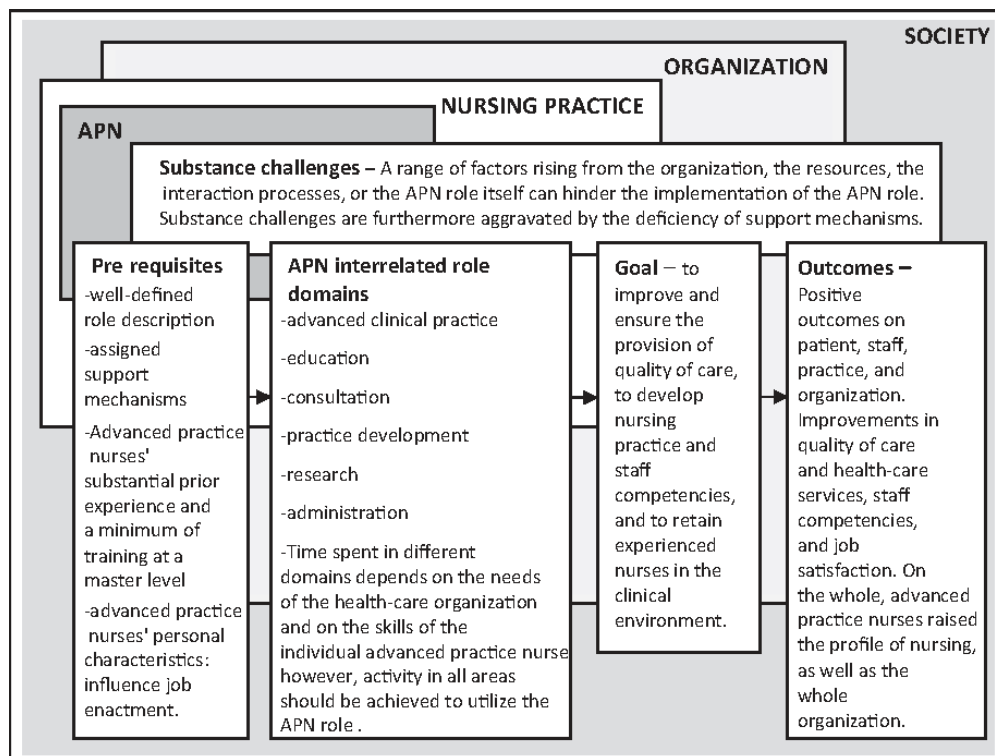 SOCIETY
ORGANIZATION
NURSING PRACTICE
APN
Substance challenges – A range of factors rising from the organization, the resources, the
interaction processes, or the APN role itself can hinder the implementation of the APN role.
Substance challenges are furthermore aggravated by the deficiency of support mechanisms.
Pre requisites
-well-defined
role description
-assigned
support
mechanisms
-Advanced practice
nurses'
substantial prior
experience and
a minimum of
training at a
master level
-advanced practice
nurses' personal
characteristics:
influence job
enactment.
APN interrelated role
domains
-advanced clinical practice
-education
-consultation
-practice development
-research
-administration
-Time spent in different
domains depends on the needs
of the health-care organization
and on the skills of the
individual advanced practice nurse
however, activity in all areas
should be achieved to utilize the
APN role .
Goal – to
improve and
ensure the
provision of
quality of care,
to develop
nursing
practice and
staff
competencies,
and to retain
experienced
nurses in the
clinical
environment.
Outcomes –
Positive
outcomes on
patient, staff,
practice, and
organization.
Improvements in
quality of care
and health-care
services, staff
competencies,
and job
satisfaction. On
the whole, advanced
practice nurses raised
the profile of nursing,
as well as the
whole
organization.